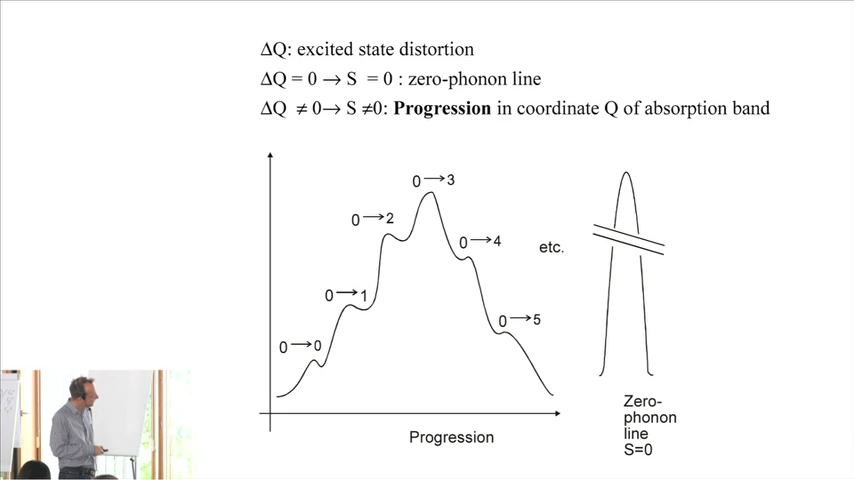 ΔQ: excited state distortion
ΔQ = 0 → S = 0 : zero-phonon line
ΔQ ≠ 0→ S ≠0: Progression in coordinate Q of absorption band
0→3
0→2
0→4
etc.
0→1
0→5
0→0
Progression
Zero-
phonon
line
S=0